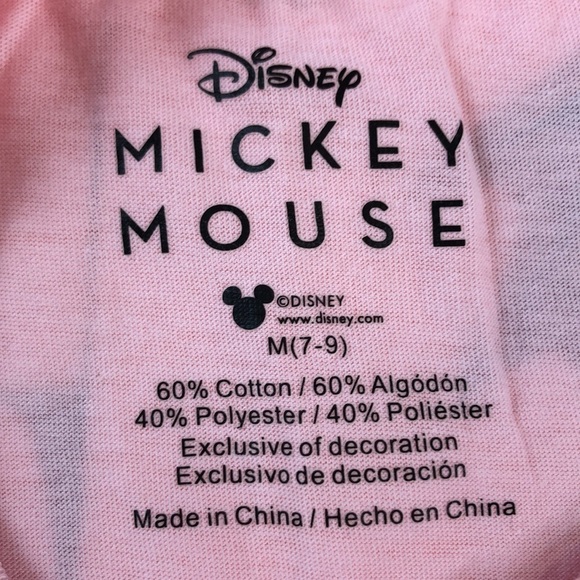 Disney
MICKEY
MOUSE
©DISNEY
www.disney.com
M(7-9)
60% Cotton / 60% Algódón
40% Polyester / 40% Poliéster
Exclusive of decoration
Exclusivo de decoración
Made in China / Hecho en China